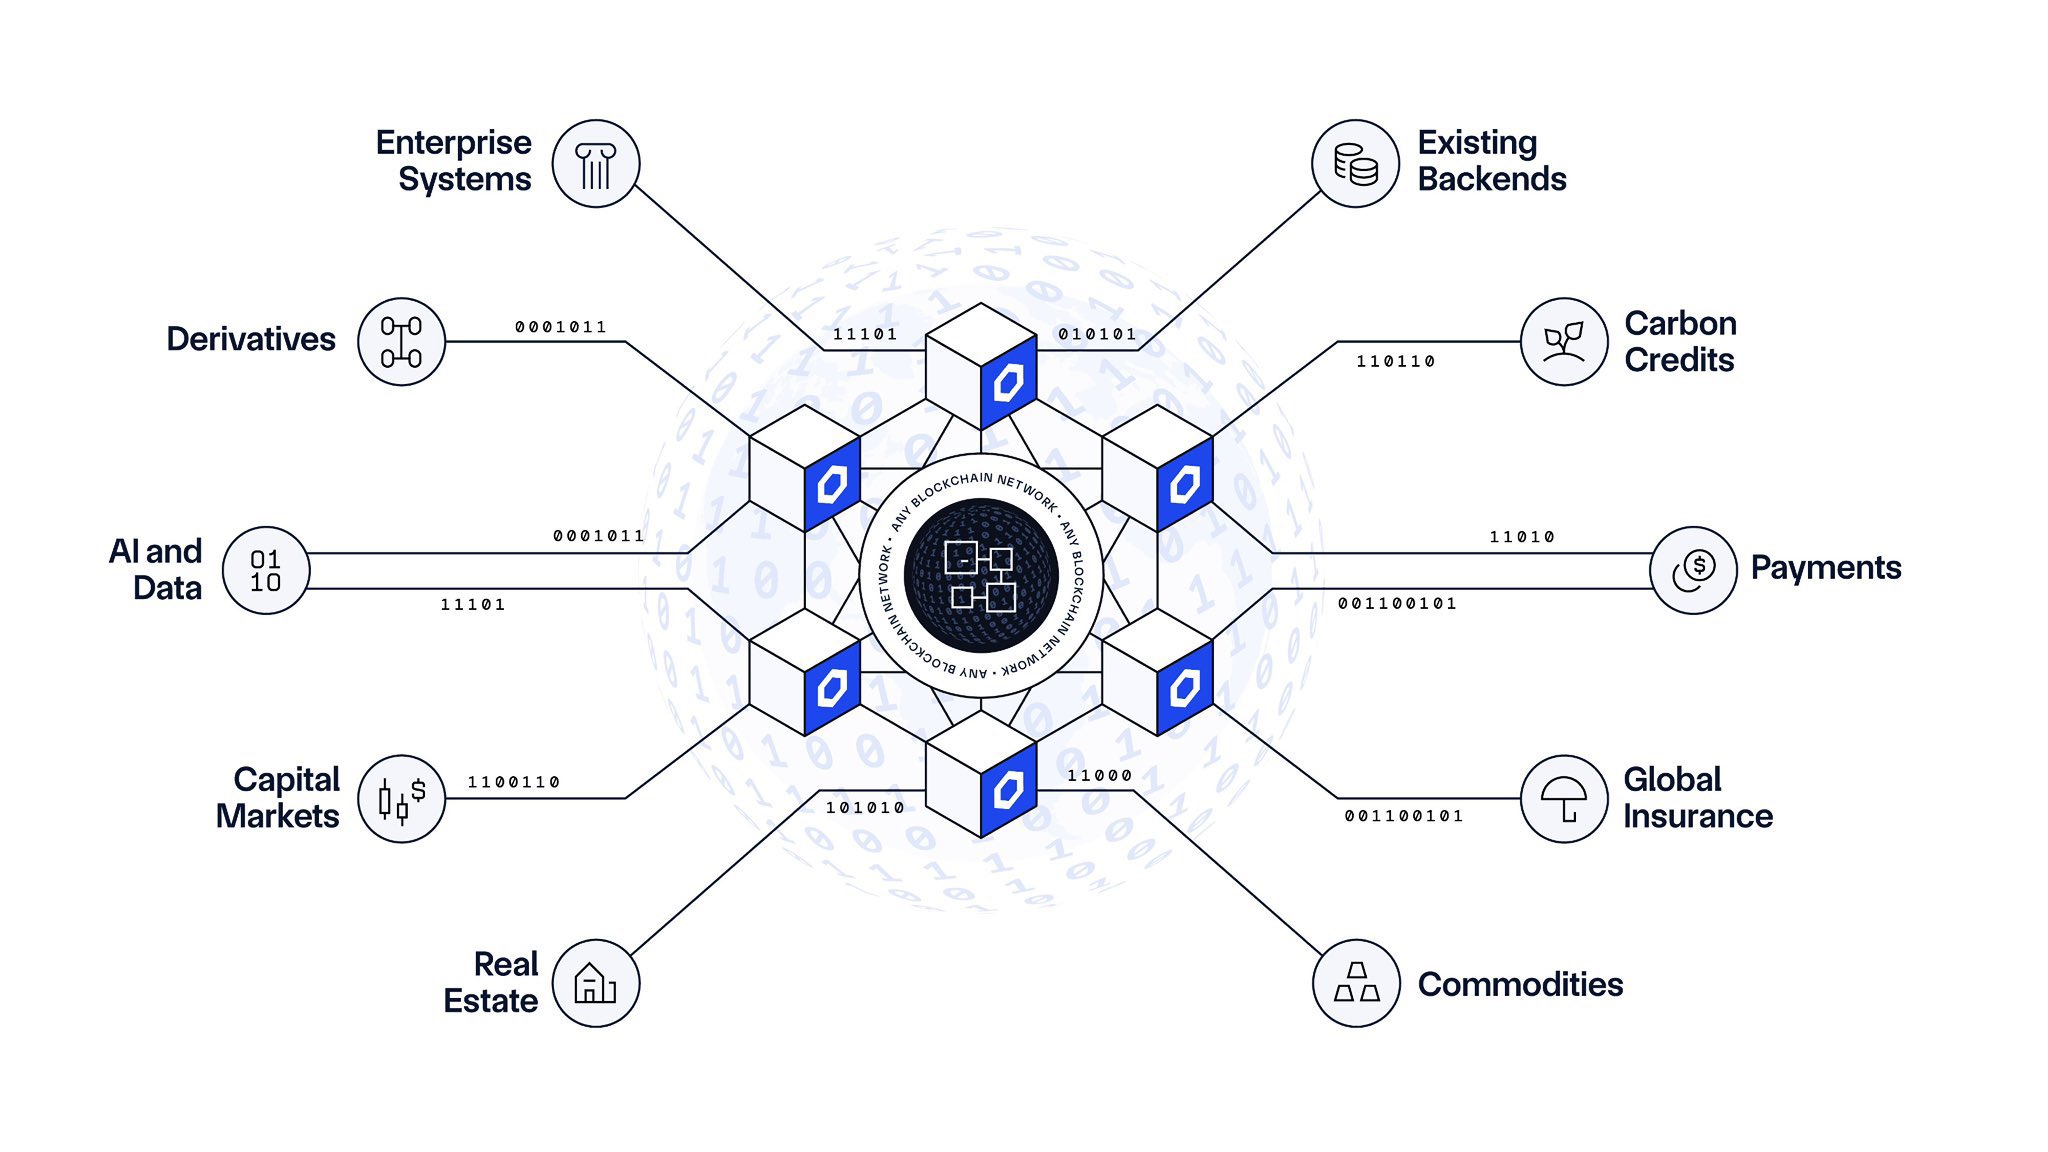 Enterprise
Systems
Existing
Backends
11101
010101
Derivatives
0001011
Carbon
Credits
110110
AI and
Data
01
10
0001011
11101
ANY BLOCKCHAIN NETWORK • ANY BLOCKCHAIN NETWORK • ANY BLOCKCHAIN NETWORK •
11010
001100101
$
Payments
Capital
Markets
$
1100110
Global
Insurance
001100101
101010
11000
Real
Estate
Commodities